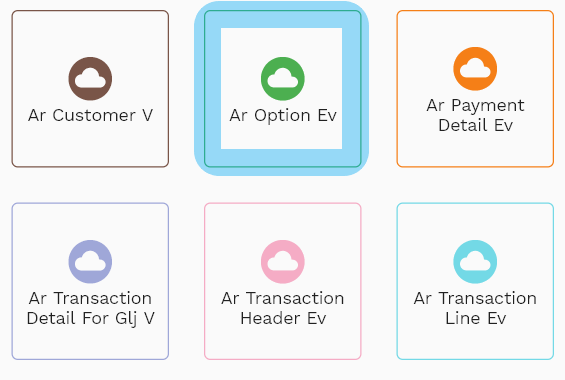 Ar Customer V
Ar Option Ev
Ar Payment
Detail Ev
Ar Transaction
Detail For Glj V
Ar Transaction
Header Ev
Ar Transaction
Line Ev